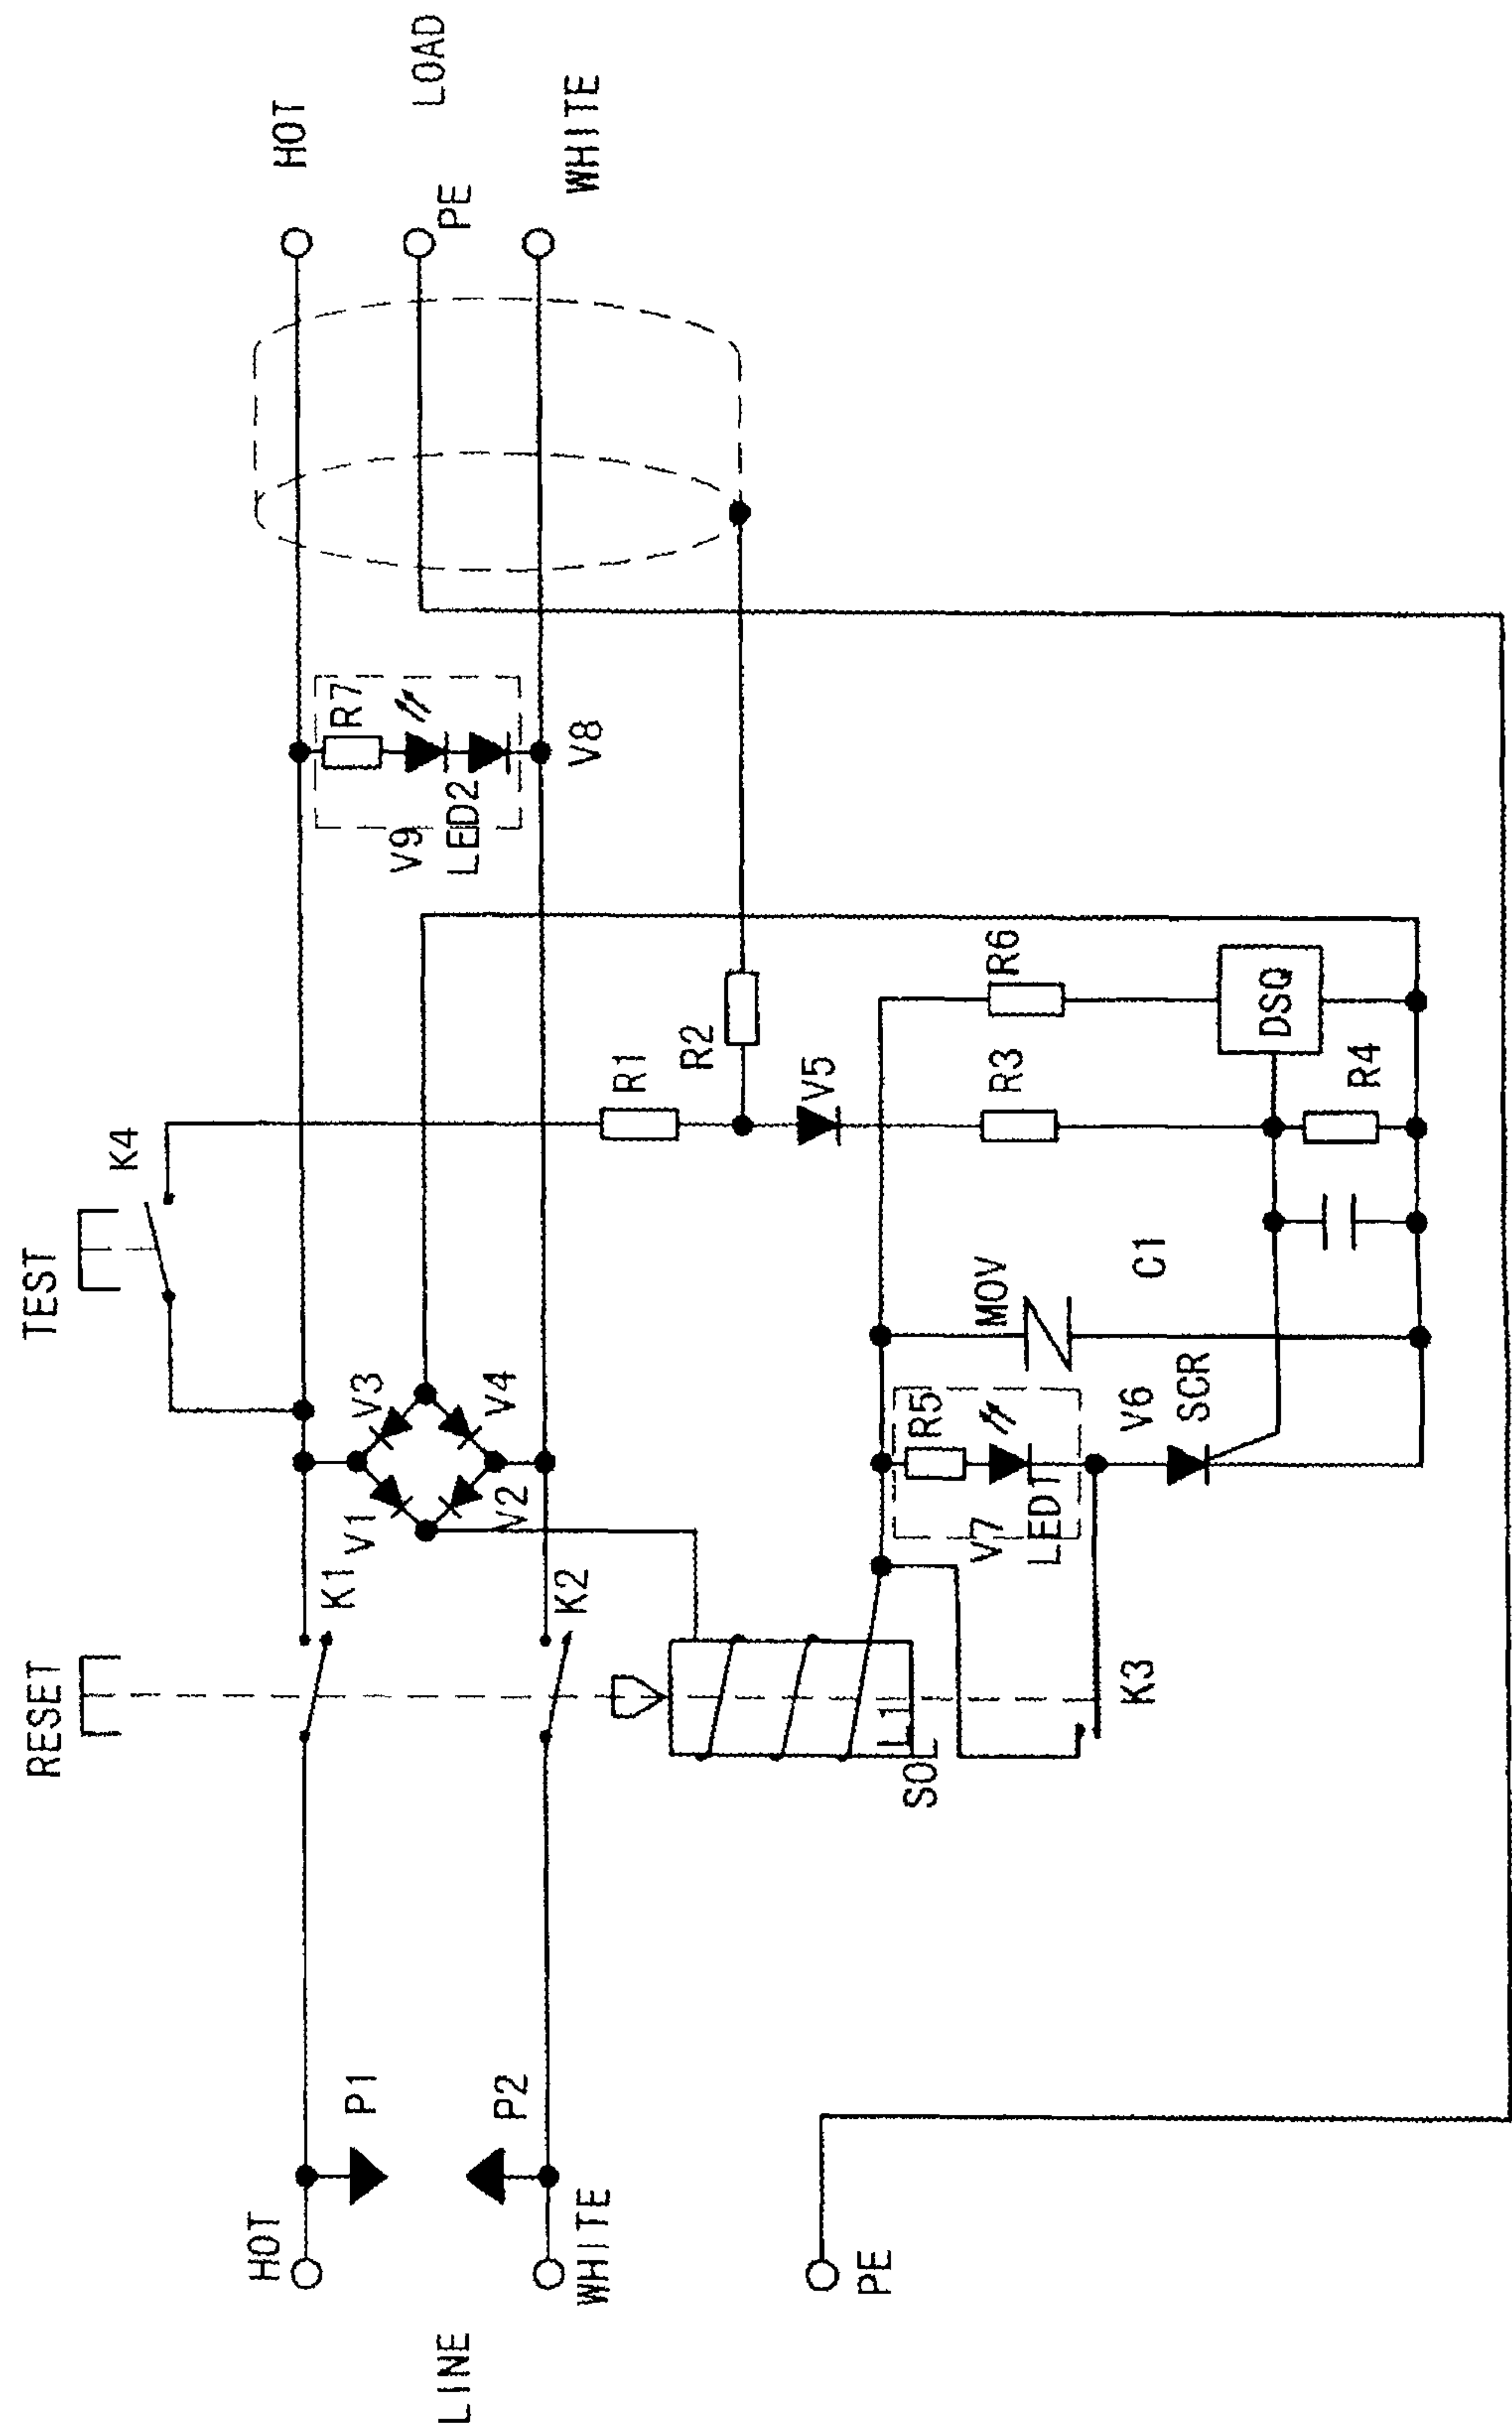 RESET
TEST
K4
HOT
P1
K1
V1
V3
V9
R7
HOT
LINE
P2
V2
V4
LED2
PE
LOAD
WHITE
K2
V8
WHITE
R1
R2
V5
PE
L1
SOL
V7
R5
LED1
MOV
R3
R6
K3
V6
SCR
C1
R4
DSQ